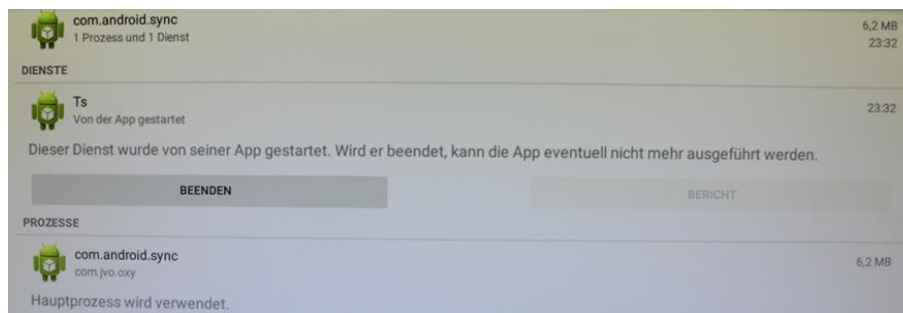 com.android.sync
6,2 MB
1 Prozess und 1 Dienst
23:32
DIENSTE
Ts
23:32
Von der App gestartet
Dieser Dienst wurde von seiner App gestartet. Wird er beendet, kann die App eventuell nicht mehr ausgeführt werden.
BEENDEN
BERICHT
PROZESSE
com.android.sync
6,2 MB
com.jvo.oxy
Hauptprozess wird verwendet.